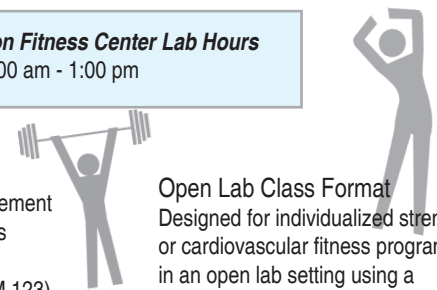 on Fitness Center Lab Hours
00 am - 1:00 pm
ement
s
M 123)
Open Lab Class Format
Designed for individualized stren
or cardiovascular fitness program
in an open lab setting using a